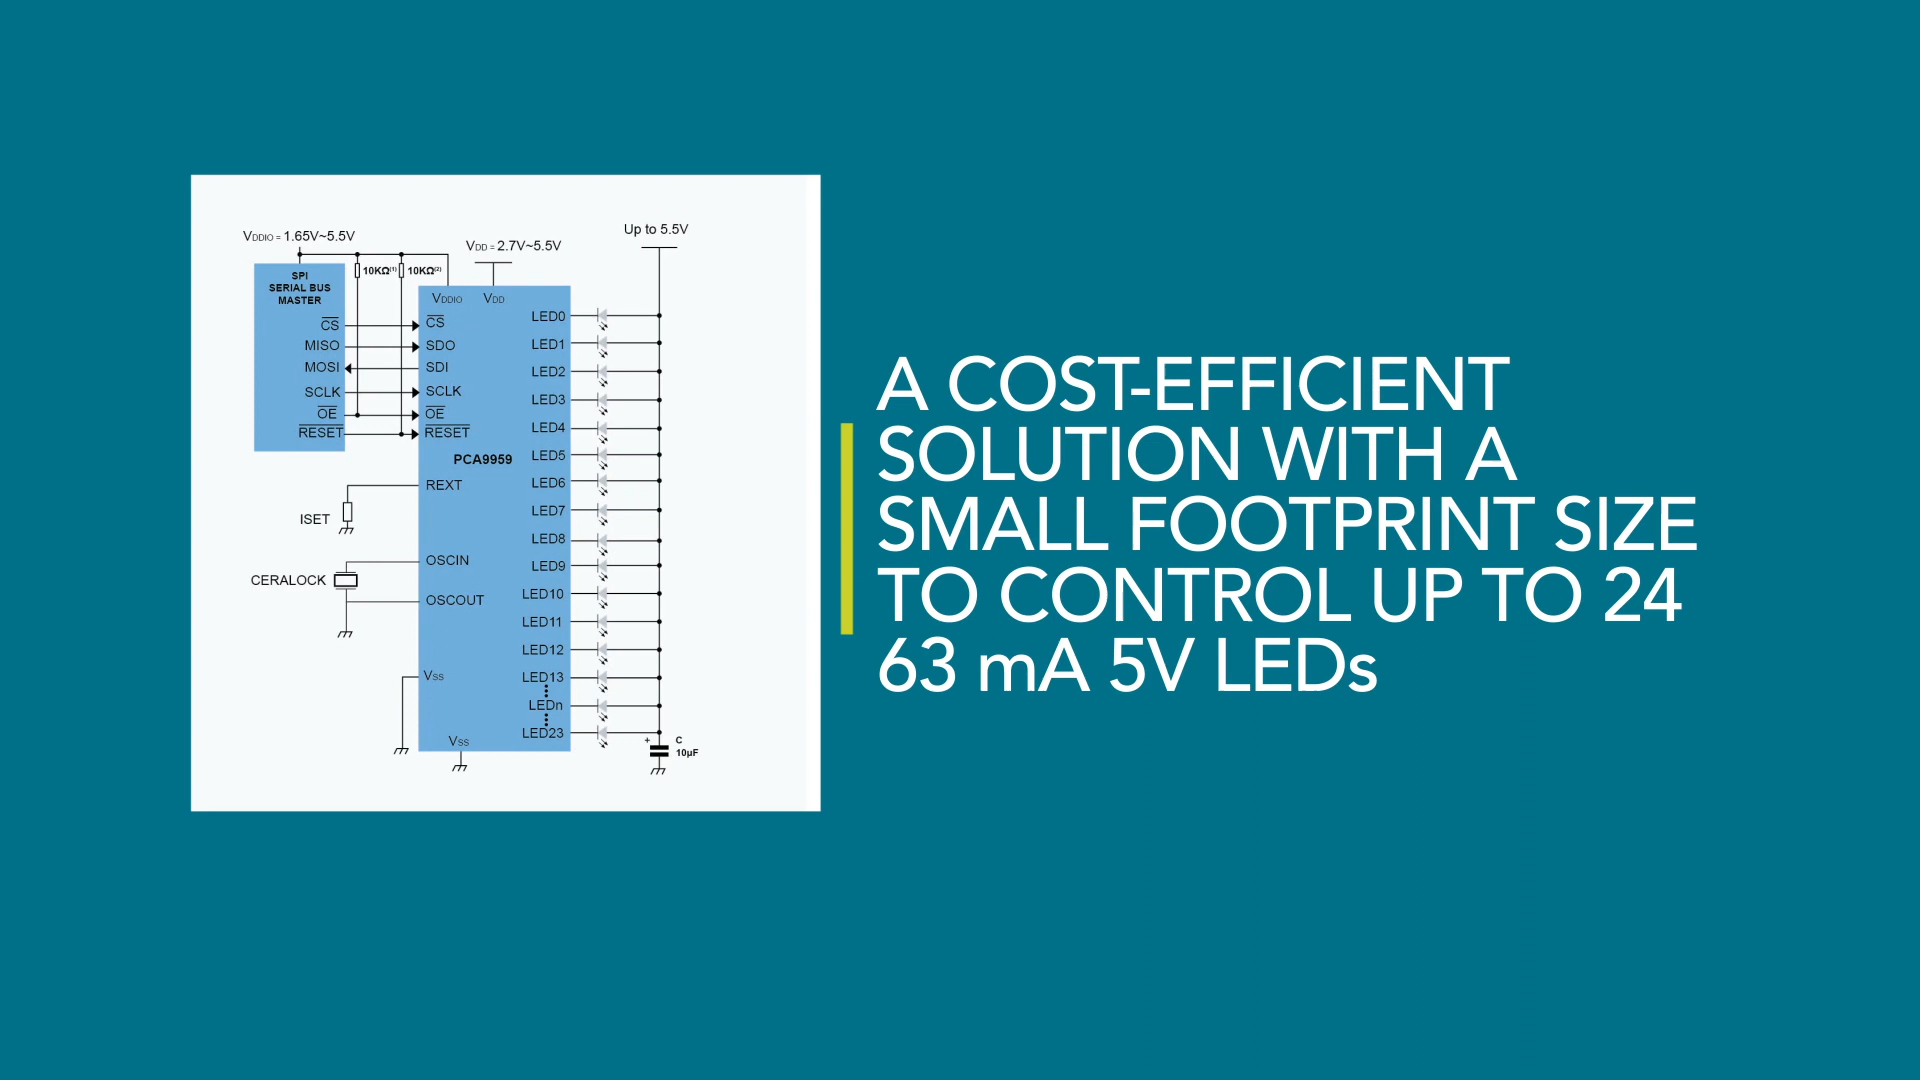 VDDIO = 1.65V~5.5V
VDD = 2.7V~5.5V
Up to 5.5V
10KΩ(1)
10KΩ(2)
SPI
SERIAL BUS
MASTER
CS
MISO
MOSI
SCLK
OE
RESET
VDDIO
VDD
CS
SDO
SDI
SCLK
OE
RESET
PCA9959
REXT
ISET
OSCIN
CERALOCK
OSCOUT
VSS
VSS
LED0
LED1
LED2
LED3
LED4
LED5
LED6
LED7
LED8
LED9
LED10
LED11
LED12
LED13
LEDn
LED23
+
C
10µF
A COST-EFFICIENT
SOLUTION WITH A
SMALL FOOTPRINT SIZE
TO CONTROL UP TO 24
63 mA 5V LEDs